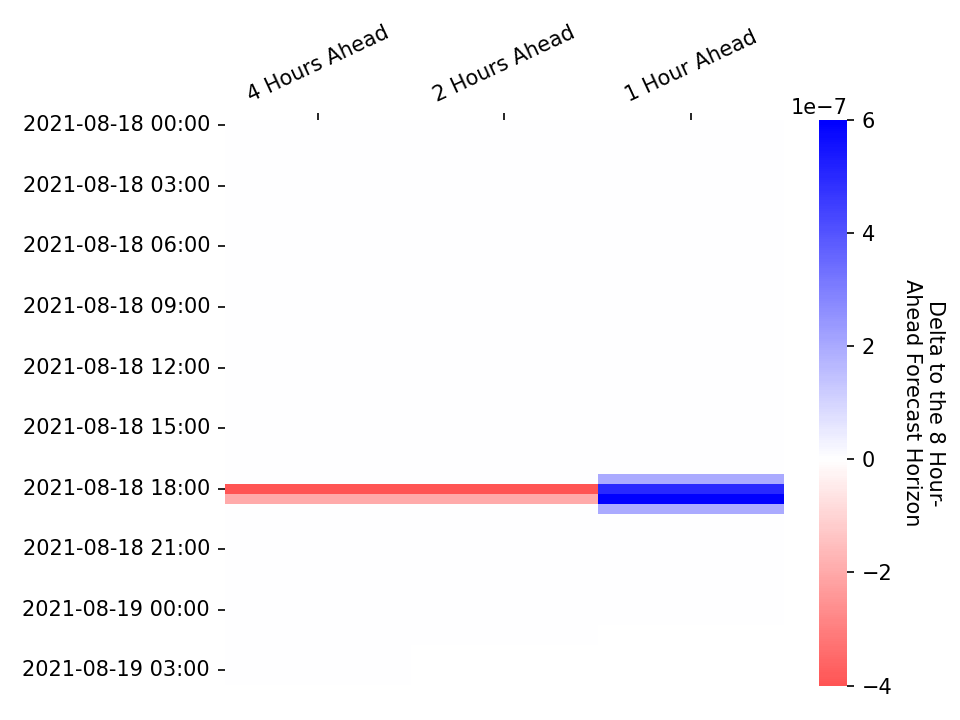 4 Hours Ahead
2 Hours Ahead
1 Hour Ahead
1e−7
2021-08-18 00:00
2021-08-18 03:00
2021-08-18 06:00
2021-08-18 09:00
2021-08-18 12:00
2021-08-18 15:00
2021-08-18 18:00
2021-08-18 21:00
2021-08-19 00:00
2021-08-19 03:00
6
4
2
0
−2
−4
Delta to the 8 Hour-
Ahead Forecast Horizon